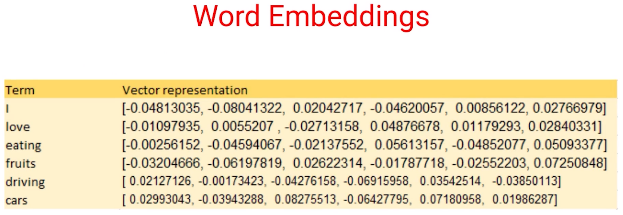 Word Embeddings
Term Vector representation
I [-0.04813035, -0.08041322, 0.02042717, -0.04620057, 0.00856122, 0.02766979]
love [-0.01097935, 0.0055207 , -0.02713158, 0.04876678, 0.01179293, 0.02840331]
eating [-0.00256152, -0.04594067, -0.02137552, 0.05613157, -0.04852077, 0.05093377]
fruits [-0.03204666, -0.06197819, 0.02622314, -0.01787718, -0.02552203, 0.07250848]
driving [ 0.02127126, -0.00173423, -0.04276158, -0.06915958, 0.03542514, -0.03850113]
cars [ 0.02993043, -0.03943288, 0.08275513, -0.06427795, 0.07180958, 0.01986287]